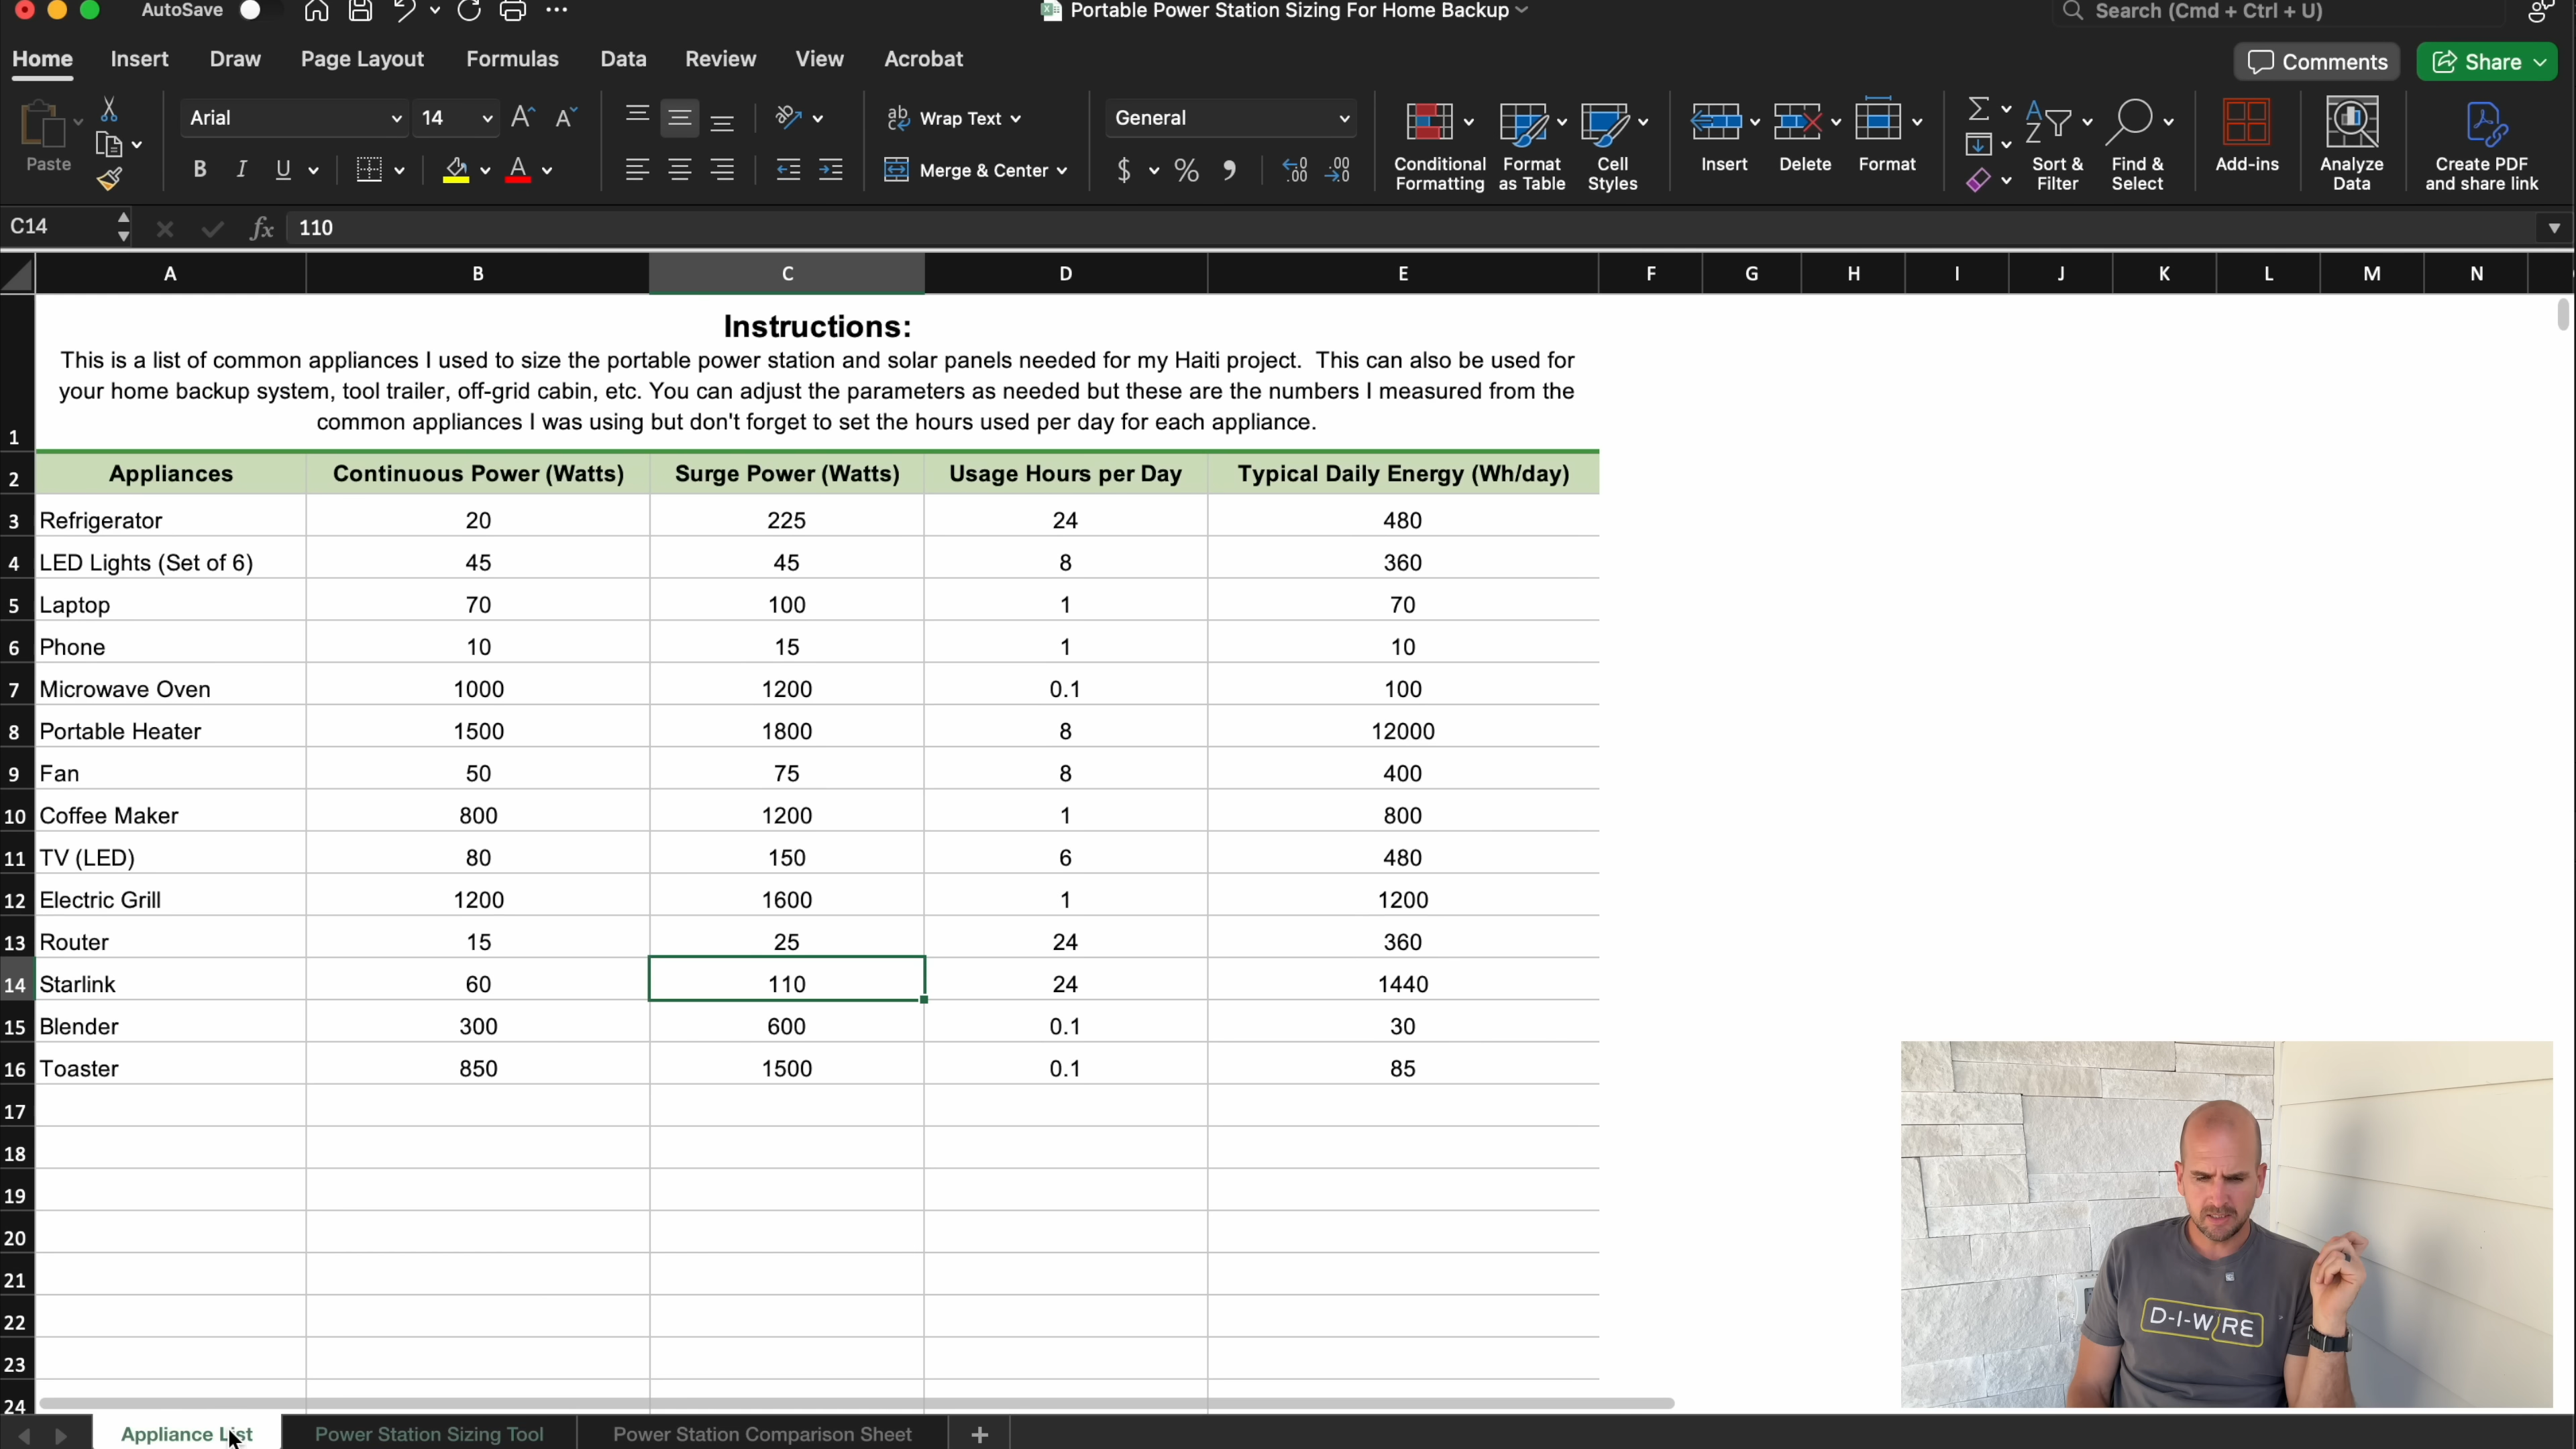 AutoSave
Portable Power Station Sizing For Home Backup
Search (Cmd + Ctrl + U)
Home Insert Draw Page Layout Formulas Data Review View Acrobat
Comments Share
Paste
Arial 14
B I U
Wrap Text
Merge & Center
General
$ % 9
Conditional Formatting
Format as Table
Cell Styles
Insert Delete Format
Sort & Filter
Find & Select
Add-ins
Analyze Data
Create PDF and share link
C14 fx 110
A B C D E F G H I J K L M N
Instructions:
This is a list of common appliances I used to size the portable power station and solar panels needed for my Haiti project. This can also be used for
your home backup system, tool trailer, off-grid cabin, etc. You can adjust the parameters as needed but these are the numbers I measured from the
common appliances I was using but don't forget to set the hours used per day for each appliance.
1
2 Appliances Continuous Power (Watts) Surge Power (Watts) Usage Hours per Day Typical Daily Energy (Wh/day)
3 Refrigerator 20 225 24 480
4 LED Lights (Set of 6) 45 45 8 360
5 Laptop 70 100 1 70
6 Phone 10 15 1 10
7 Microwave Oven 1000 1200 0.1 100
8 Portable Heater 1500 1800 8 12000
9 Fan 50 75 8 400
10 Coffee Maker 800 1200 1 800
11 TV (LED) 80 150 6 480
12 Electric Grill 1200 1600 1 1200
13 Router 15 25 24 360
14 Starlink 60 110 24 1440
15 Blender 300 600 0.1 30
16 Toaster 850 1500 0.1 85
17
18
19
20
21
22
23
24
D-I-WIRE
Appliance List Power Station Sizing Tool Power Station Comparison Sheet +